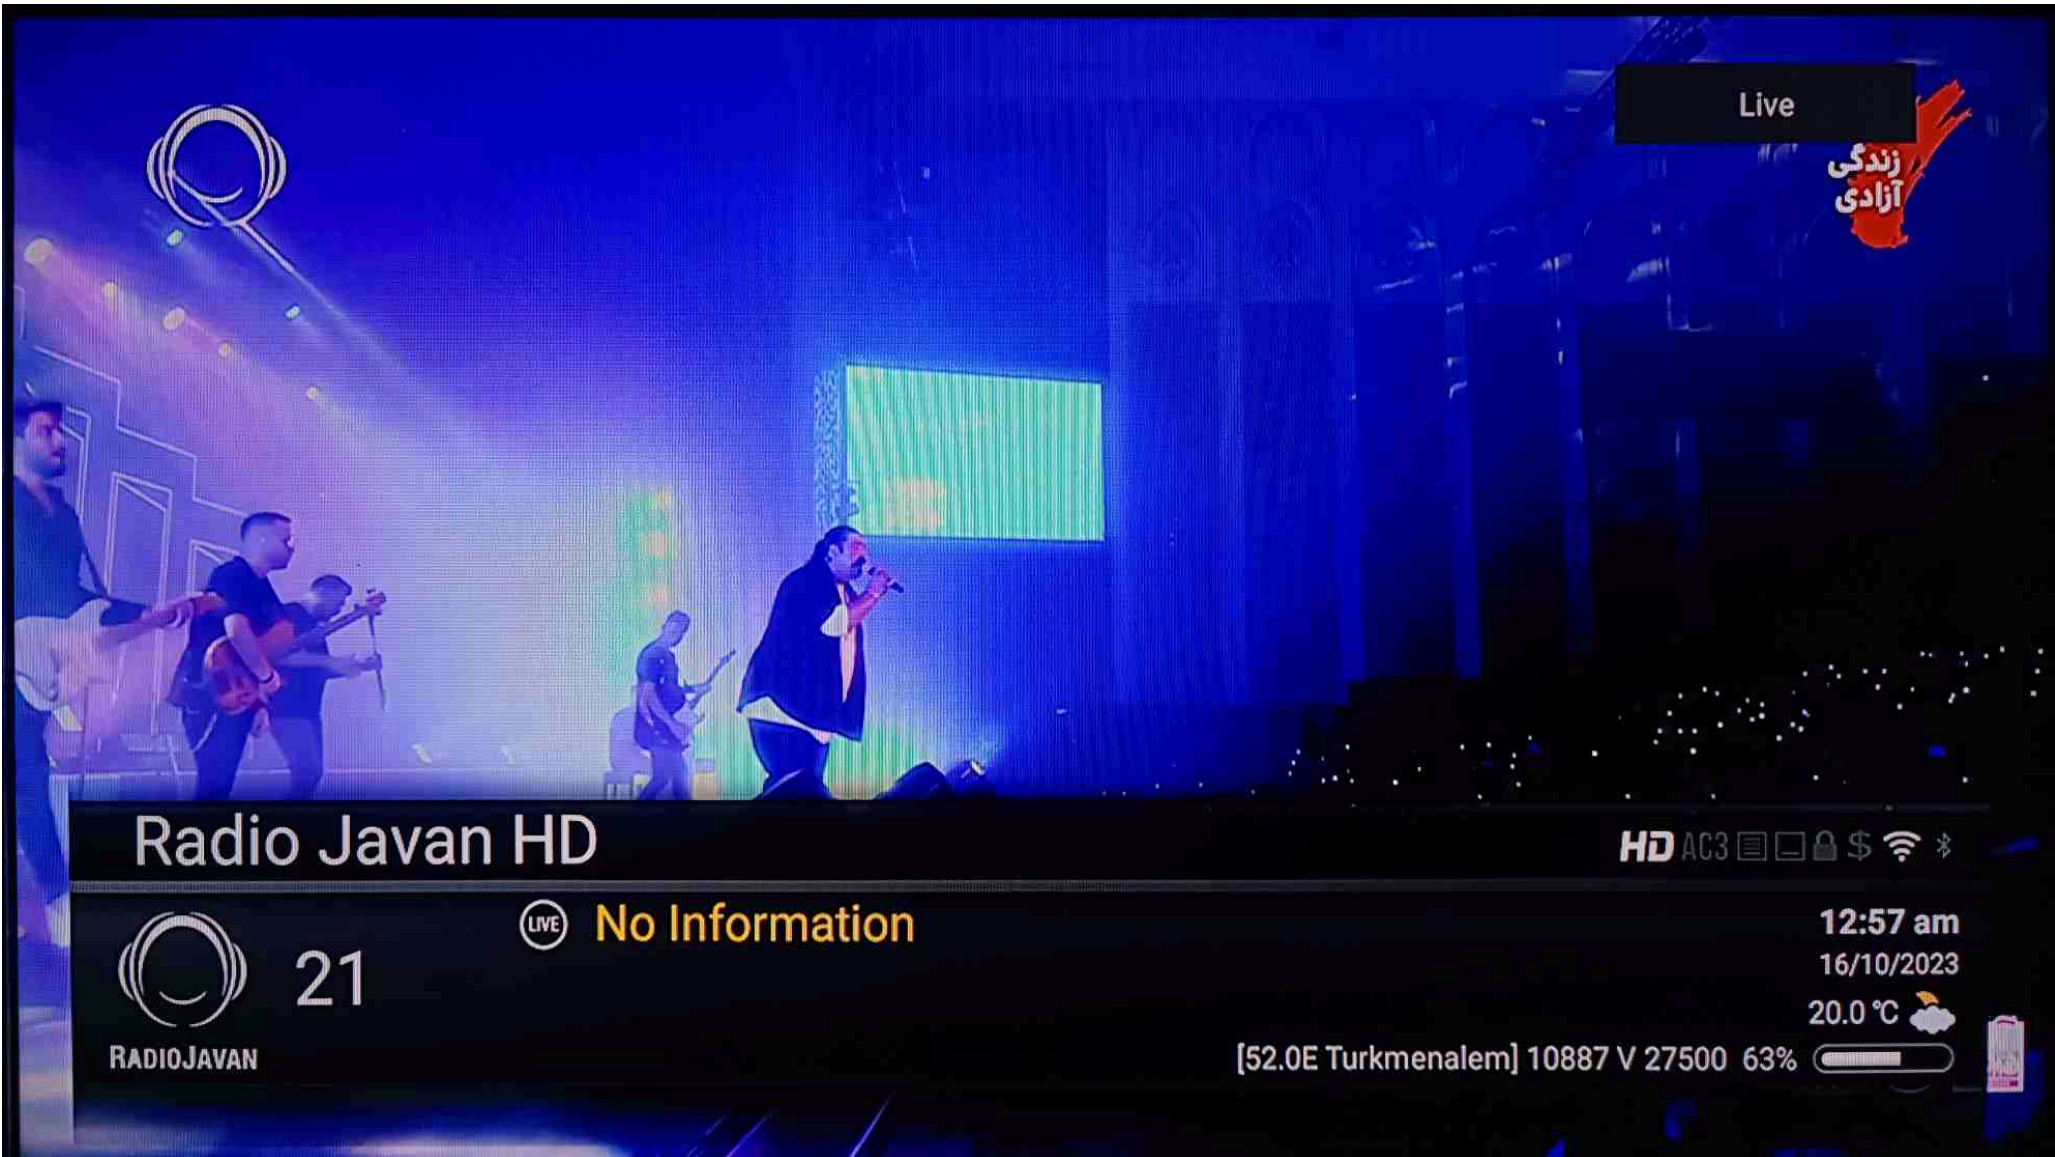 Live
زندگی
آزادی
Radio Javan HD
HD AC3 $
LIVE No Information
21
RADIOJAVAN
12:57 am
16/10/2023
20.0 °C
[52.0E Turkmenalem] 10887 V 27500 63%